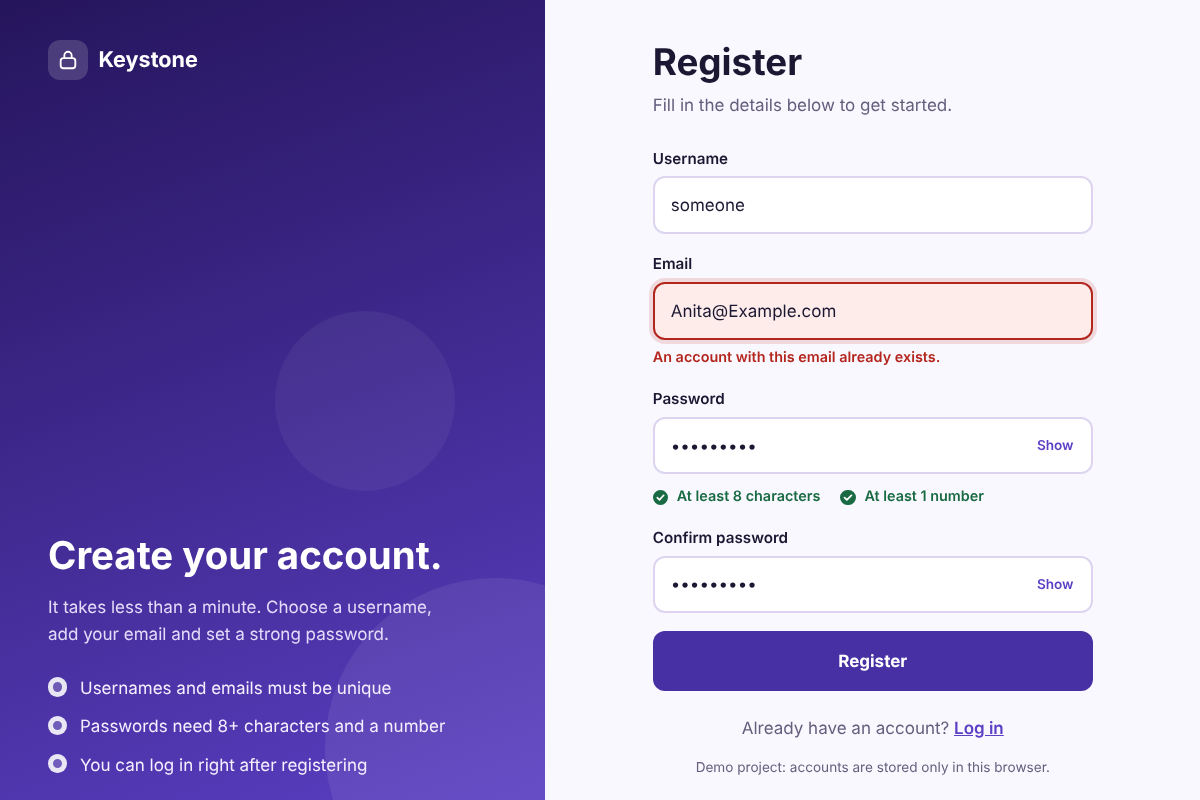 Keystone
Create your account.
It takes less than a minute. Choose a username,
add your email and set a strong password.
Usernames and emails must be unique
Passwords need 8+ characters and a number
You can log in right after registering
Register
Fill in the details below to get started.
Username
someone
Email
Anita@Example.com
An account with this email already exists.
Password
••••••••• Show
At least 8 characters At least 1 number
Confirm password
••••••••• Show
Register
Already have an account? Log in
Demo project: accounts are stored only in this browser.